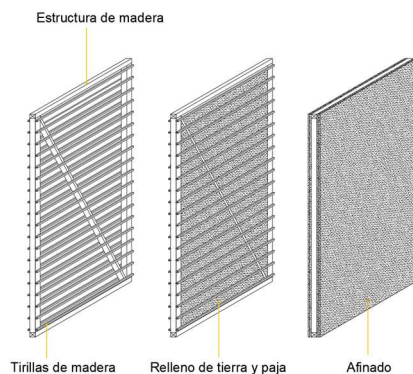 Estructura de madera
Tirillas de madera
Relleno de tierra y paja
Afinado